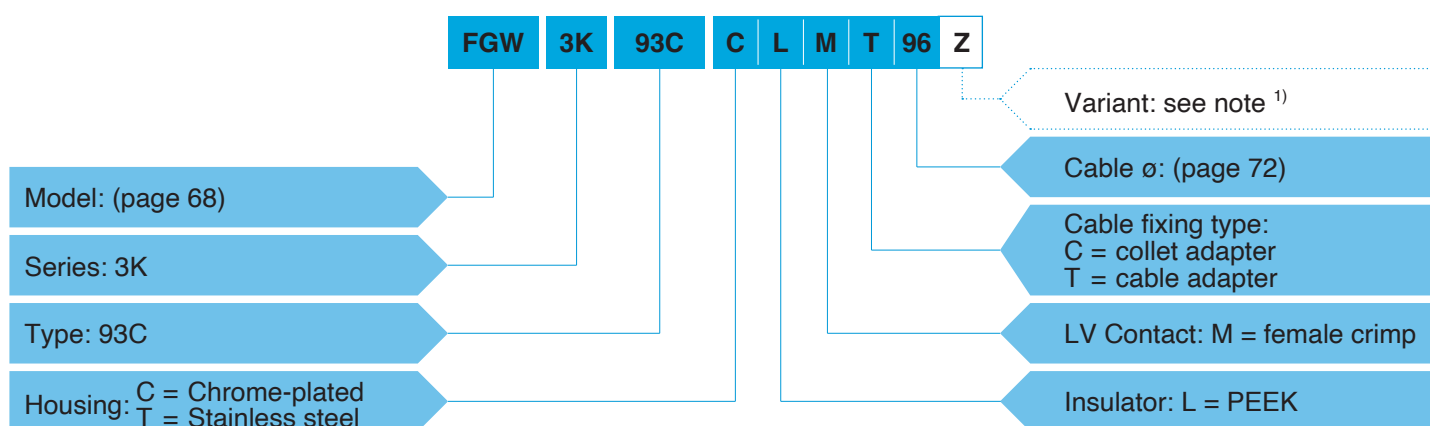 FGW 3K 93C C L M T 96 Z
Variant: see note 1)
Cable ø: (page 72)
Model: (page 68)
Cable fixing type:
C = collet adapter
T = cable adapter
Series: 3K
Type: 93C
LV Contact: M = female crimp
Housing: C = Chrome-plated
T = Stainless steel
Insulator: L = PEEK